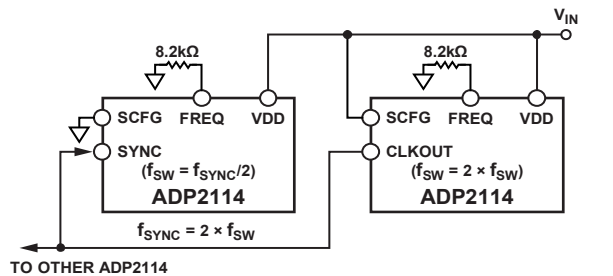 V_IN
8.2kΩ
8.2kΩ
SCFG FREQ VDD
SCFG FREQ VDD
SYNC
CLKOUT
(f_SW = f_SYNC/2)
(f_SW = 2 × f_SW)
ADP2114
ADP2114
f_SYNC = 2 × f_SW
TO OTHER ADP2114